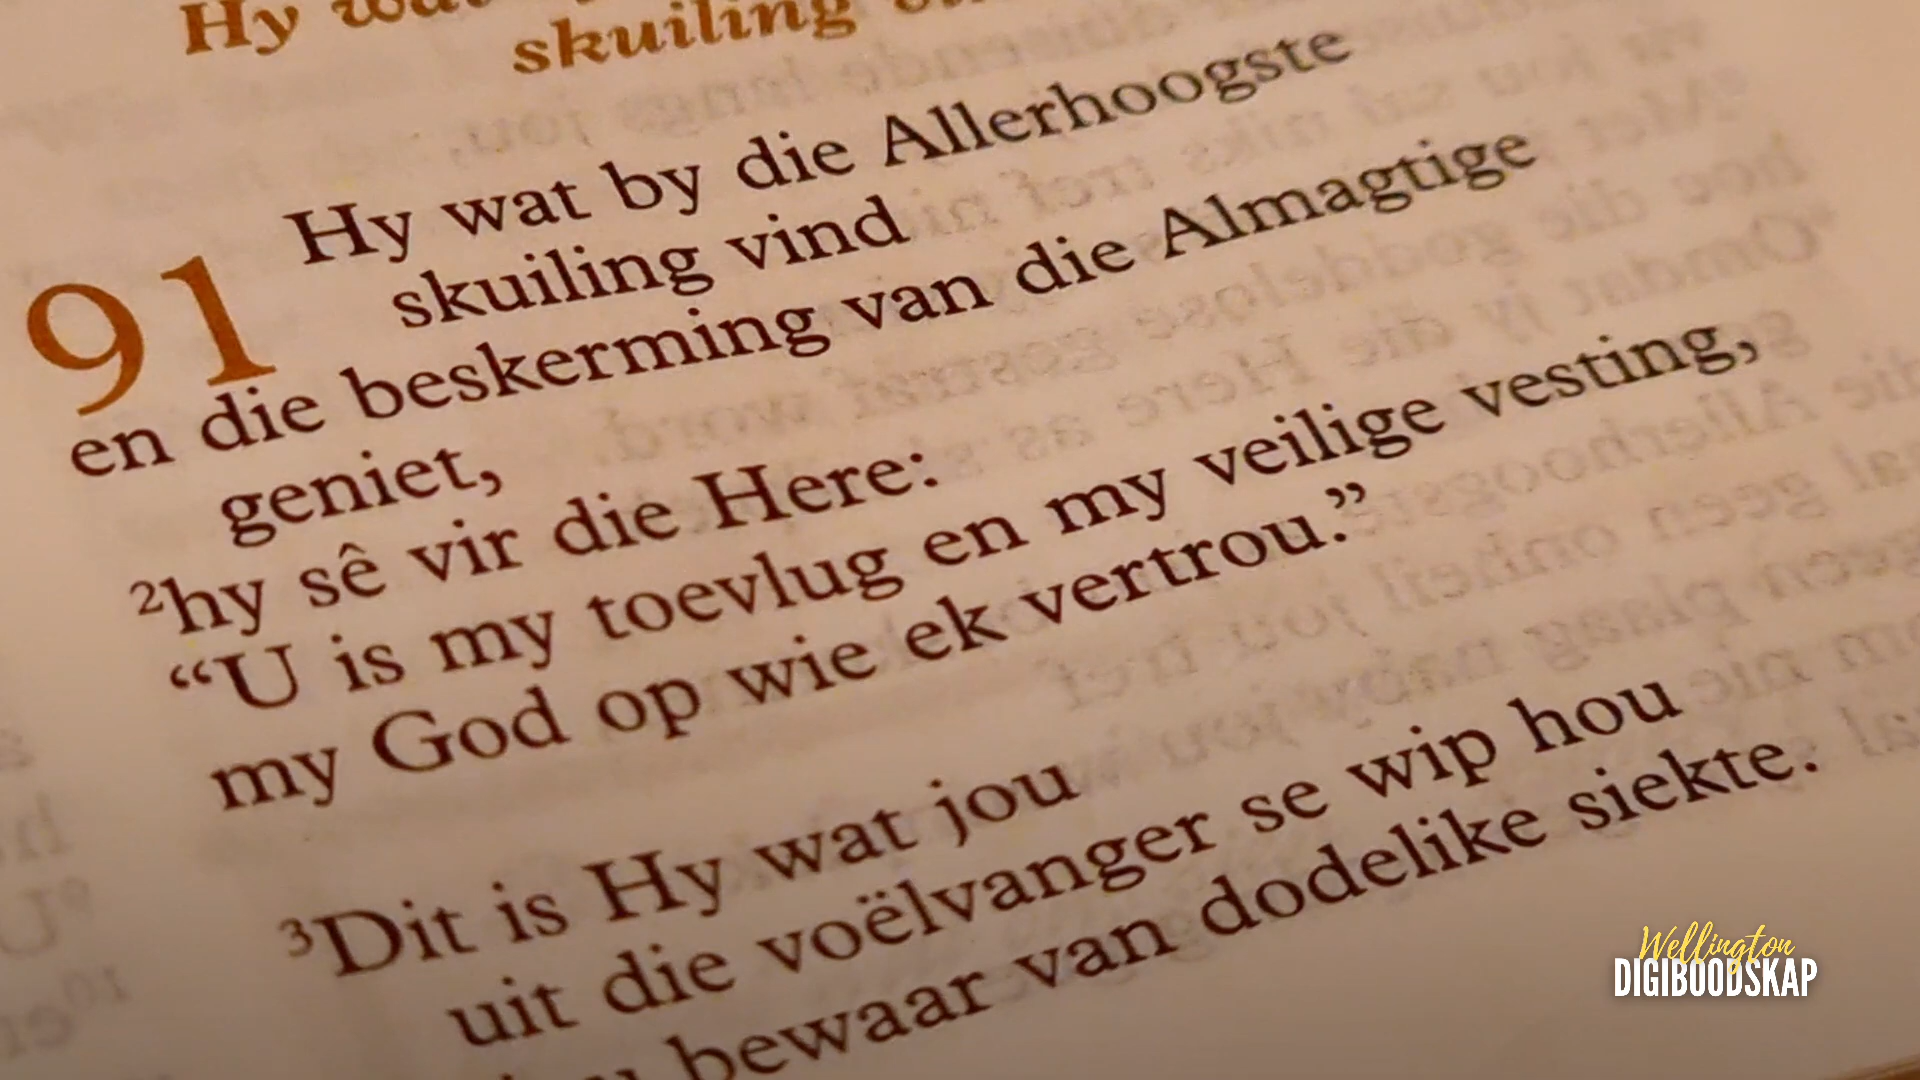 Hy wat
skuiling
91
Hy wat by die Allerhoogste
skuiling vind
en die beskerming van die Almagtige
geniet,
²hy sê vir die Here:
“U is my toevlug en my veilige vesting,
my God op wie ek vertrou.”
³Dit is Hy wat jou
uit die voëlvanger se wip hou
bewaar van dodelike siekte.
Wellington
DIGIBOODSKAP